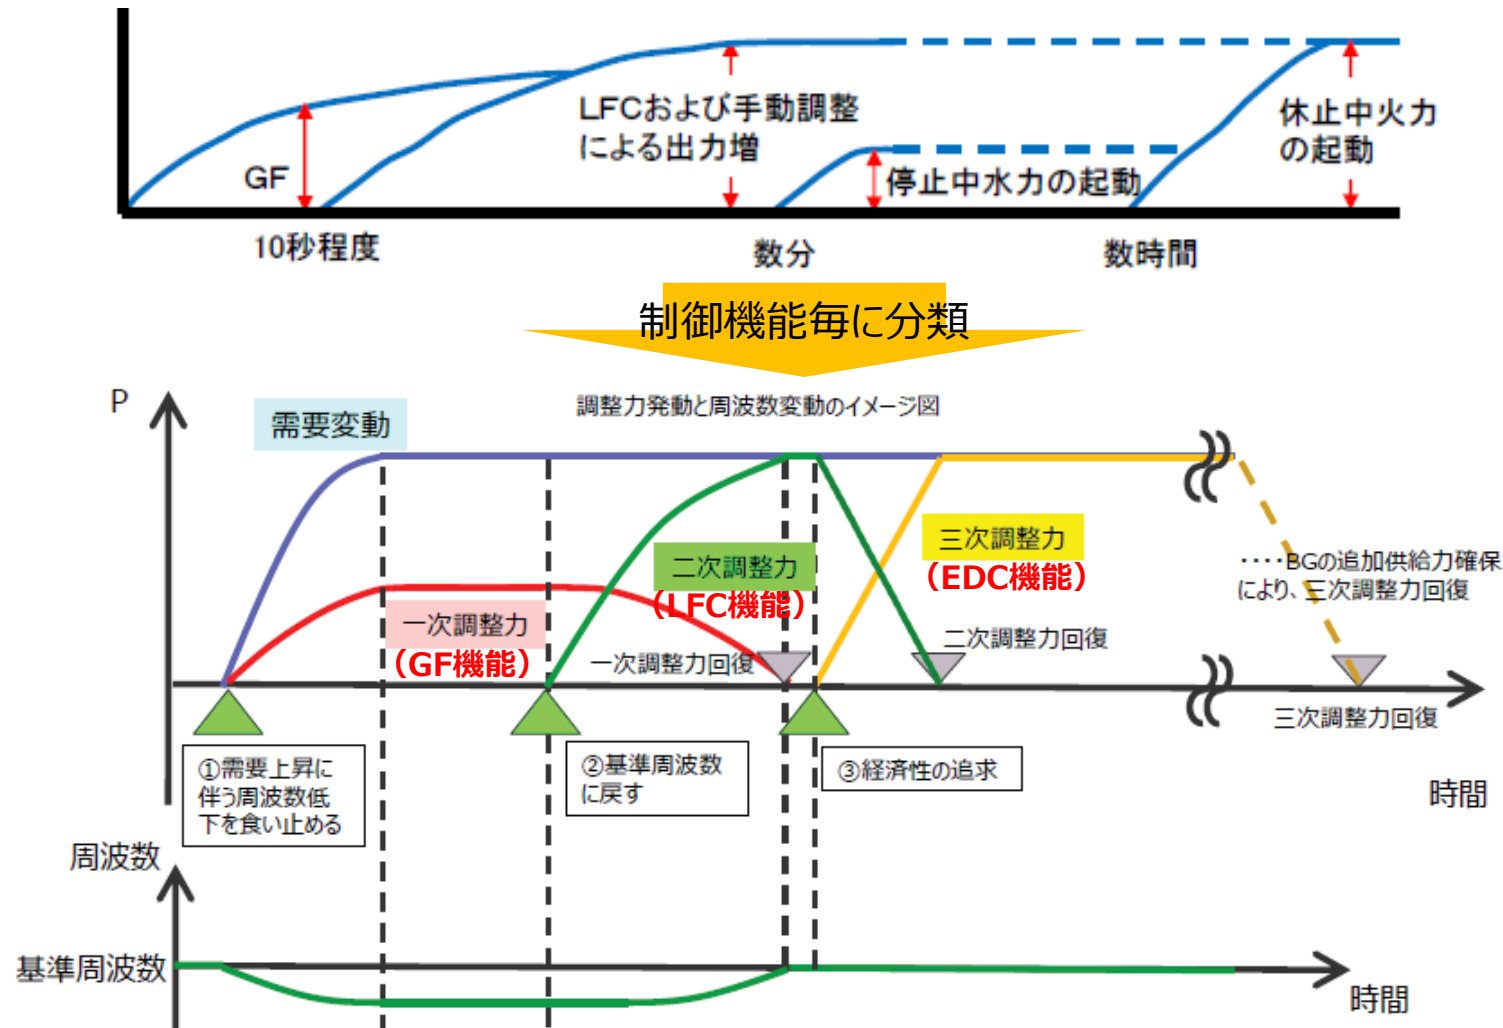 GF
LFCおよび手動調整
による出力増
停止中水力の起動
休止中火力
の起動
10秒程度
数分
数時間
制御機能毎に分類
調整力発動と周波数変動のイメージ図
P
需要変動
一次調整力
（GF機能）
二次調整力
（LFC機能）
三次調整力
（EDC機能）
‥‥BGの追加供給力確保
により、三次調整力回復
一次調整力回復
二次調整力回復
三次調整力回復
①需要上昇に
伴う周波数低
下を食い止める
②基準周波数
に戻す
③経済性の追求
時間
周波数
基準周波数
時間